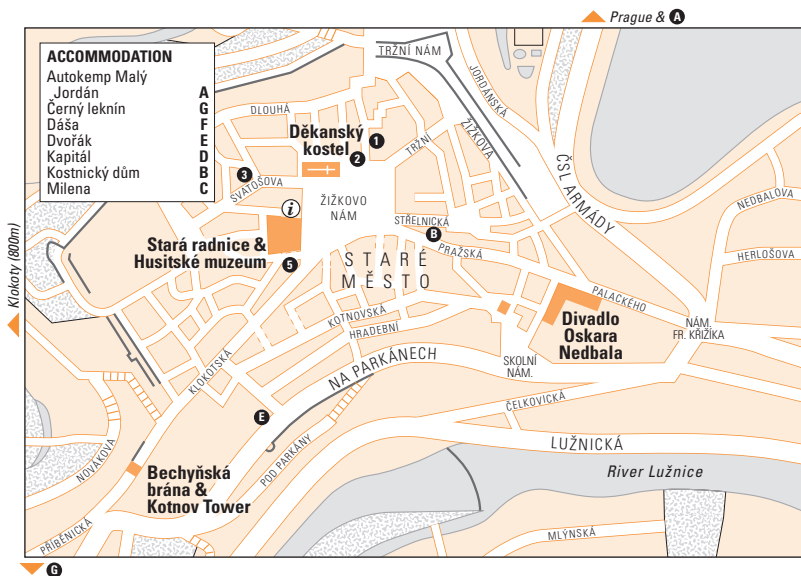 Prague & A
ACCOMMODATION
Autokemp Malý
Jordán A
Černý leknín G
Dáša F
Dvořák E
Kapitál D
Kostnický dům B
Milena C
TRŽNÍ NÁM
JORDÁNSKÁ
DLOUHÁ
Děkanský
kostel
1
2
TRŽNÍ
ŽIŽKOVA
ČSL ARMÁDY
3
SVATOŠOVA
i
ŽIŽKOVO
NÁM
STŘELNICKÁ
B
PRAŽSKÁ
NEDBALOVA
HERLOŠOVA
Stará radnice &
Husitské muzeum
5
STARÉ
MĚSTO
PALACKÉHO
Klokoty (800m)
KOTNOVSKÁ
HRADEBNÍ
Divadlo
Oskara
Nedbala
NÁM.
FR. KŘIŽÍKA
KLOKOTSKÁ
NA PARKÁNECH
SKOLNÍ
NÁM.
ČELKOVICKÁ
E
LUŽNICKÁ
NOVÁKOVA
POD PARKÁNY
River Lužnice
Bechyňská
brána &
Kotnov Tower
PŘIBĚNICKÁ
MLÝNSKÁ
G